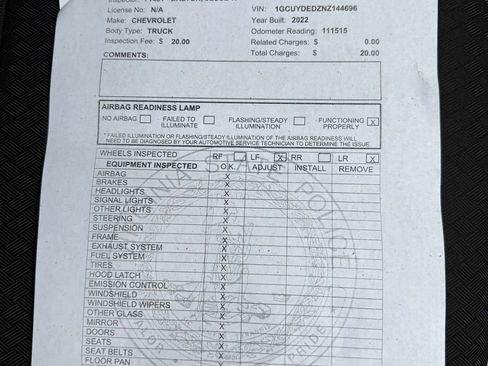 License No: N/A VIN: 1GCUYDEDZNZ144696
Make: CHEVROLET Year Built: 2022
Body Type: TRUCK Odometer Reading: 111515
Inspection Fee: $ 20.00 Related Charges: $ 0.00
Total Charges: $ 20.00
COMMENTS:
AIRBAG READINESS LAMP
NO AIRBAG FAILED TO ILLUMINATE FLASHING/STEADY ILLUMINATION FUNCTIONING PROPERLY X
* FAILED ILLUMINATION OR FLASHING/STEADY ILLUMINATION OF THE AIRBAG READINESS WILL
NEED TO BE DIAGNOSED BY YOUR AUTOMOTIVE SERVICE TECHNICIAN TO DETERMINE THE ISSUE.
WHEELS INSPECTED RF LF X RR LR X
EQUIPMENT INSPECTED O.K. ADJUST INSTALL REMOVE
AIRBAG X
BRAKES X
HEADLIGHTS X
SIGNAL LIGHTS X
OTHER LIGHTS X
STEERING X
SUSPENSION X
FRAME X
EXHAUST SYSTEM X
FUEL SYSTEM X
TIRES X
HOOD LATCH X
EMISSION CONTROL X
WINDSHIELD X
WINDSHIELD WIPERS X
OTHER GLASS X
MIRROR X
DOORS X
SEATS X
SEAT BELTS X
FLOOR PAN X